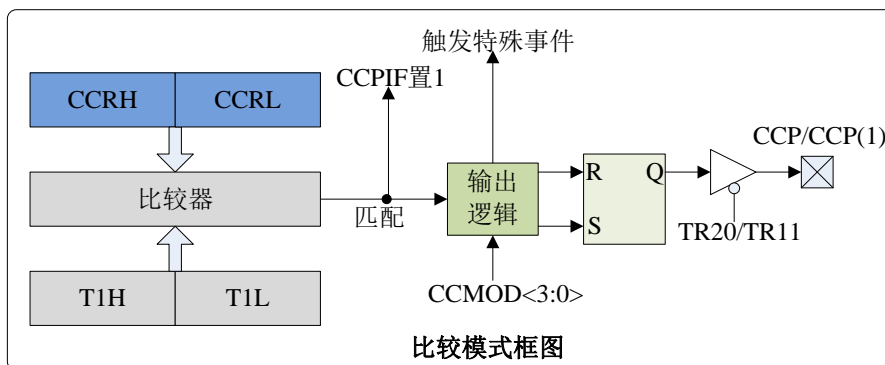 触发特殊事件
CCPIF置1
CCRH
CCRL
CCP/CCP(1)
比较器
匹配
输出
逻辑
R
Q
S
TR20/TR11
T1H
T1L
CCMOD<3:0>
比较模式框图